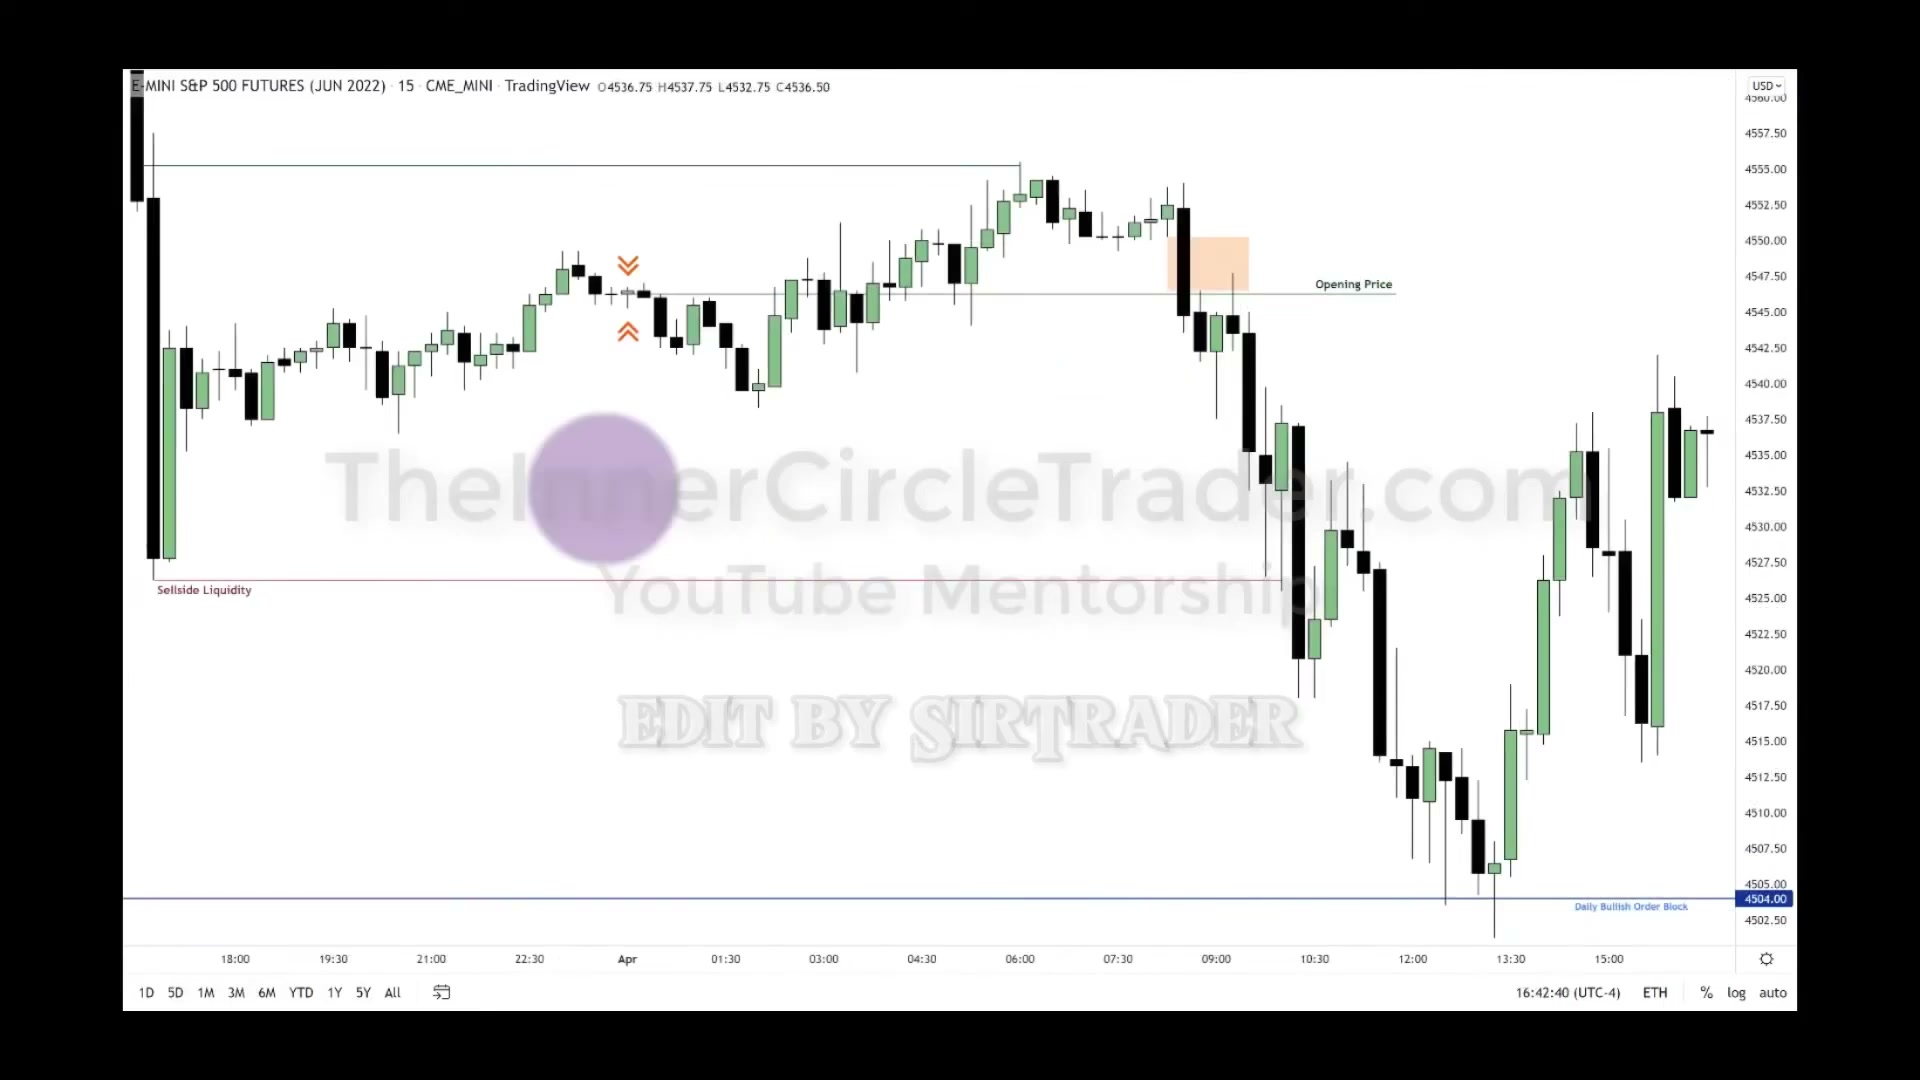 E-MINI S&P 500 FUTURES (JUN 2022) · 15 · CME_MINI · TradingView O4536.75 H4537.75 L4532.75 C4536.50
USD
4560.00
4557.50
4555.00
4552.50
4550.00
4547.50
Opening Price
4545.00
4542.50
4540.00
4537.50
TheInnerCircleTrader.com
4535.00
4532.50
4530.00
4527.50
Sellside Liquidity
YouTube Mentorship
4525.00
4522.50
4520.00
4517.50
EDIT BY SIRTRADER
4515.00
4512.50
4510.00
4507.50
4505.00
4504.00
Daily Bullish Order Block
4502.50
18:00 19:30 21:00 22:30 Apr 01:30 03:00 04:30 06:00 07:30 09:00 10:30 12:00 13:30 15:00
1D 5D 1M 3M 6M YTD 1Y 5Y All 16:42:40 (UTC-4) ETH % log auto